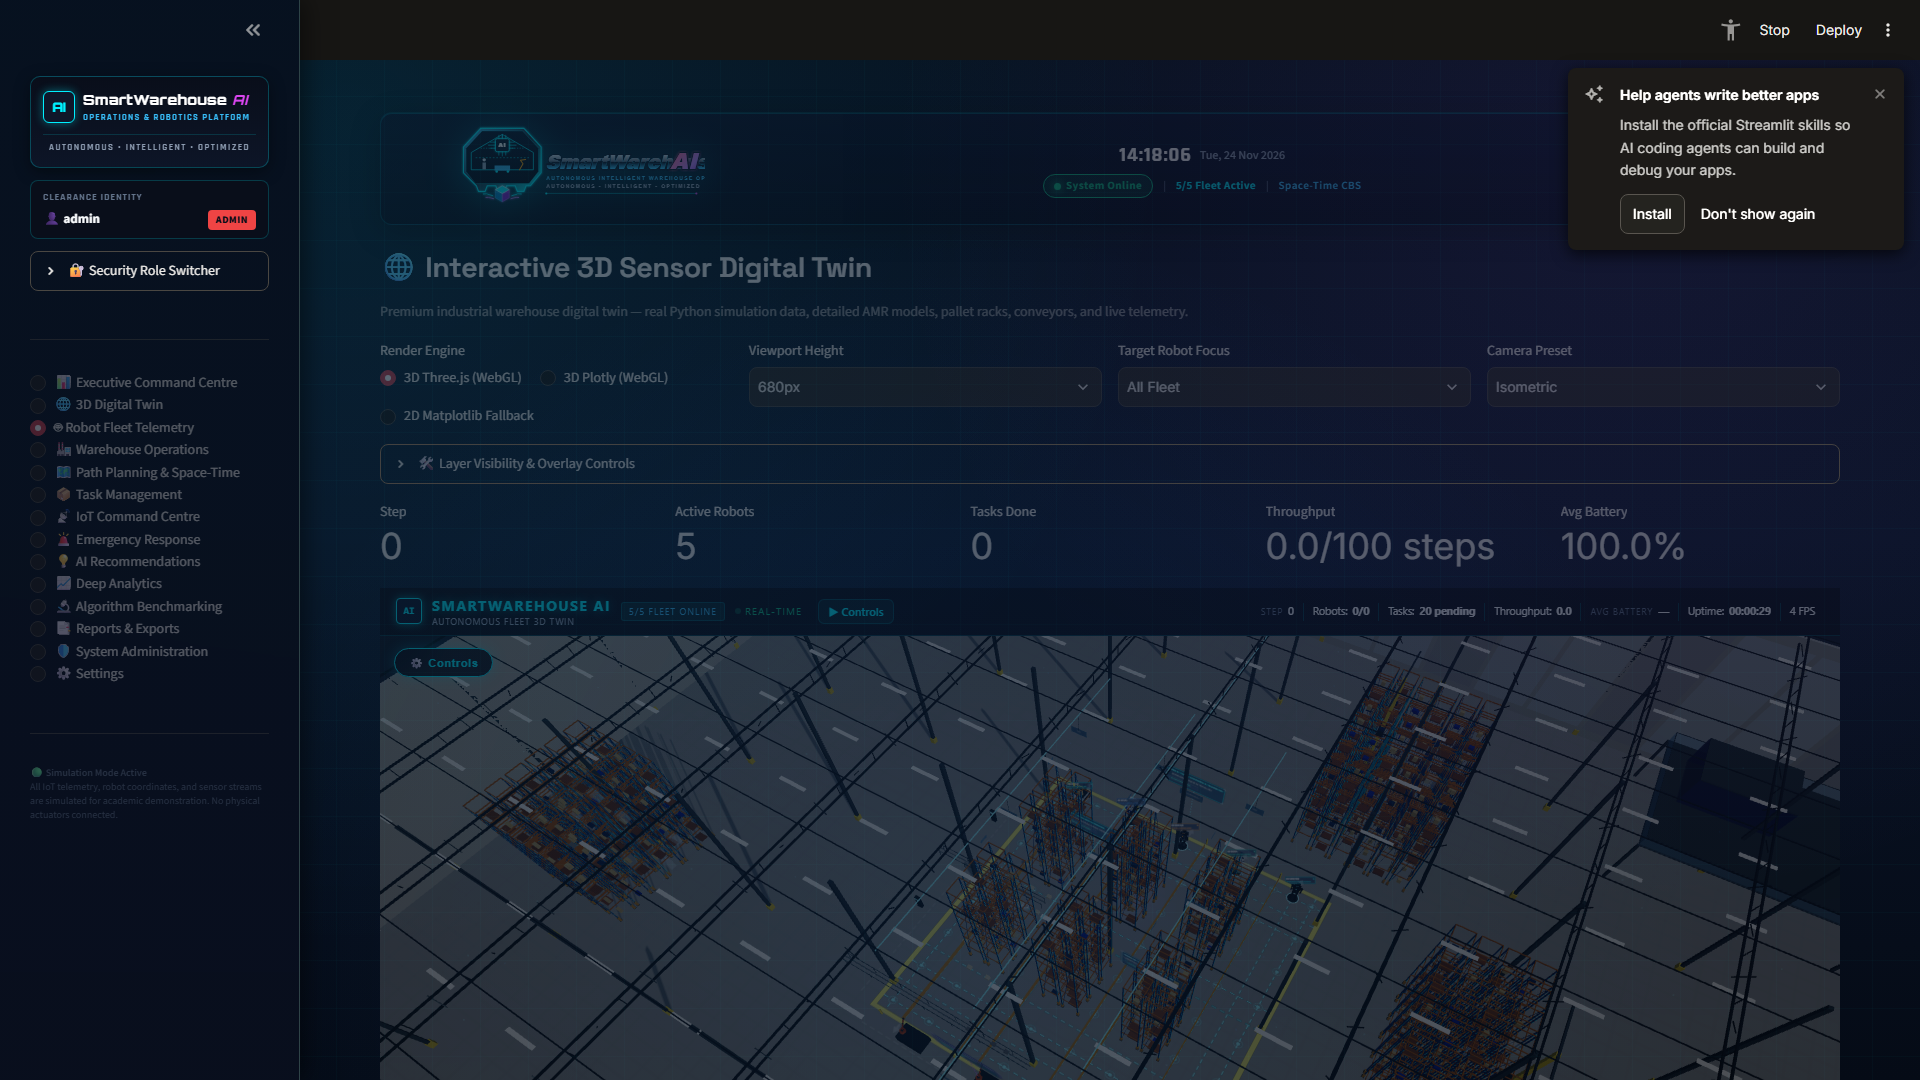 Stop
Deploy
AI
SmartWarehouse AI
OPERATIONS & ROBOTICS PLATFORM
AUTONOMOUS • INTELLIGENT • OPTIMIZED
CLEARANCE IDENTITY
admin
ADMIN
Security Role Switcher
Executive Command Centre
3D Digital Twin
Robot Fleet Telemetry
Warehouse Operations
Path Planning & Space-Time
Task Management
IoT Command Centre
Emergency Response
AI Recommendations
Deep Analytics
Algorithm Benchmarking
Reports & Exports
System Administration
Settings
Simulation Mode Active
All IoT telemetry, robot coordinates, and sensor streams
are simulated for academic demonstration. No physical
actuators connected.
Help agents write better apps
Install the official Streamlit skills so
AI coding agents can build and
debug your apps.
Install
Don't show again
AI
AUTONOMOUS INTELLIGENT WAREHOUSE OP
AUTONOMOUS • INTELLIGENT • OPTIMIZED
14:18:06 Tue, 24 Nov 2026
System Online | 5/5 Fleet Active | Space-Time CBS
Interactive 3D Sensor Digital Twin
Premium industrial warehouse digital twin — real Python simulation data, detailed AMR models, pallet racks, conveyors, and live telemetry.
Render Engine
3D Three.js (WebGL)
3D Plotly (WebGL)
2D Matplotlib Fallback
Viewport Height
680px
Target Robot Focus
All Fleet
Camera Preset
Isometric
Layer Visibility & Overlay Controls
Step
0
Active Robots
5
Tasks Done
0
Throughput
0.0/100 steps
Avg Battery
100.0%
AI
SMARTWAREHOUSE AI
AUTONOMOUS FLEET 3D TWIN
5/5 FLEET ONLINE
REAL-TIME
▶ Controls
STEP 0
Robots: 0/0
Tasks: 20 pending
Throughput: 0.0
AVG BATTERY —
Uptime: 00:00:29
4 FPS
Controls